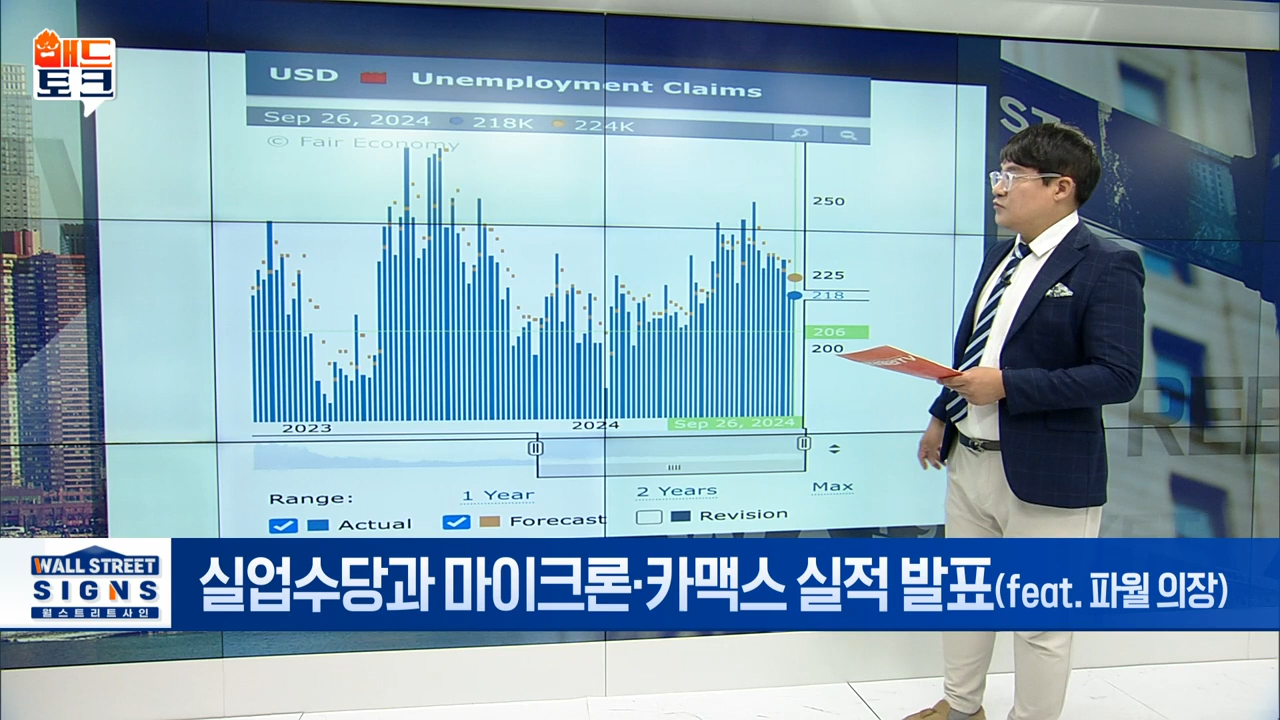 매드
토크
USD Unemployment Claims
Sep 26, 2024 218K 224K
© Fair Economy
250
225
218
206
200
2023 2024 Sep 26, 2024
Range: 1 Year 2 Years Max
Actual Forecast Revision
WALL STREET
SIGNS
월스트리트사인
실업수당과 마이크론·카맥스 실적 발표(feat. 파월 의장)